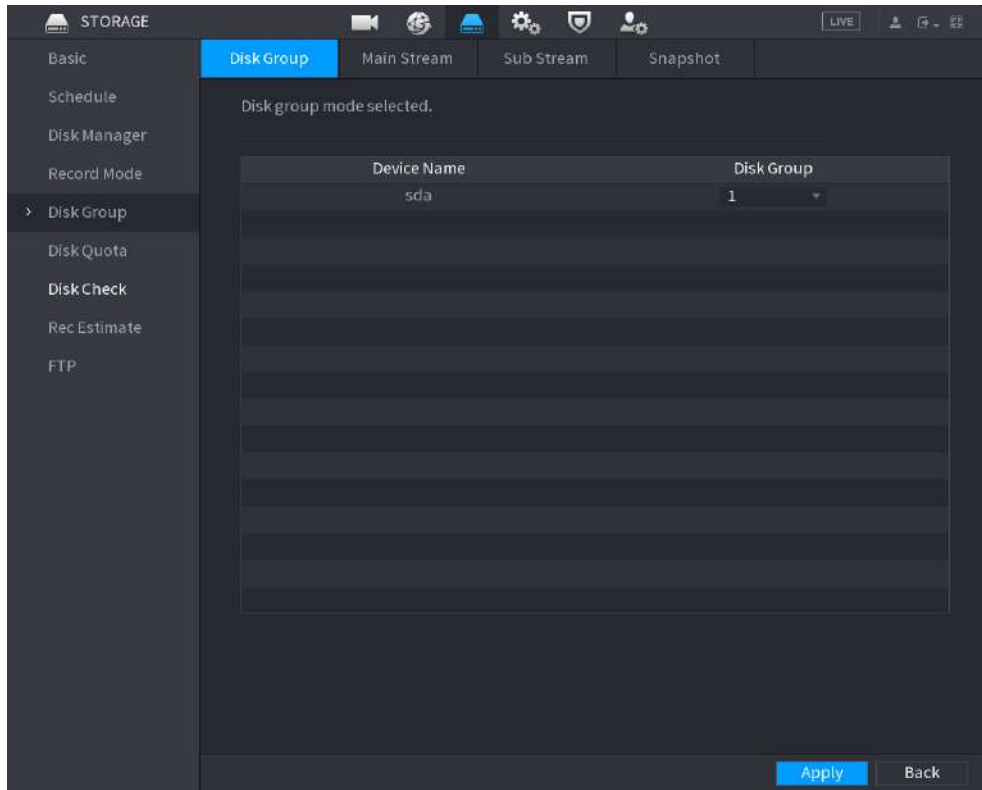 STORAGE
LIVE
Basic
Schedule
Disk Manager
Record Mode
Disk Group
Disk Quota
Disk Check
Rec Estimate
FTP
Disk Group
Main Stream
Sub Stream
Snapshot
Disk group mode selected.
Device Name
Disk Group
sda
1
Apply
Back